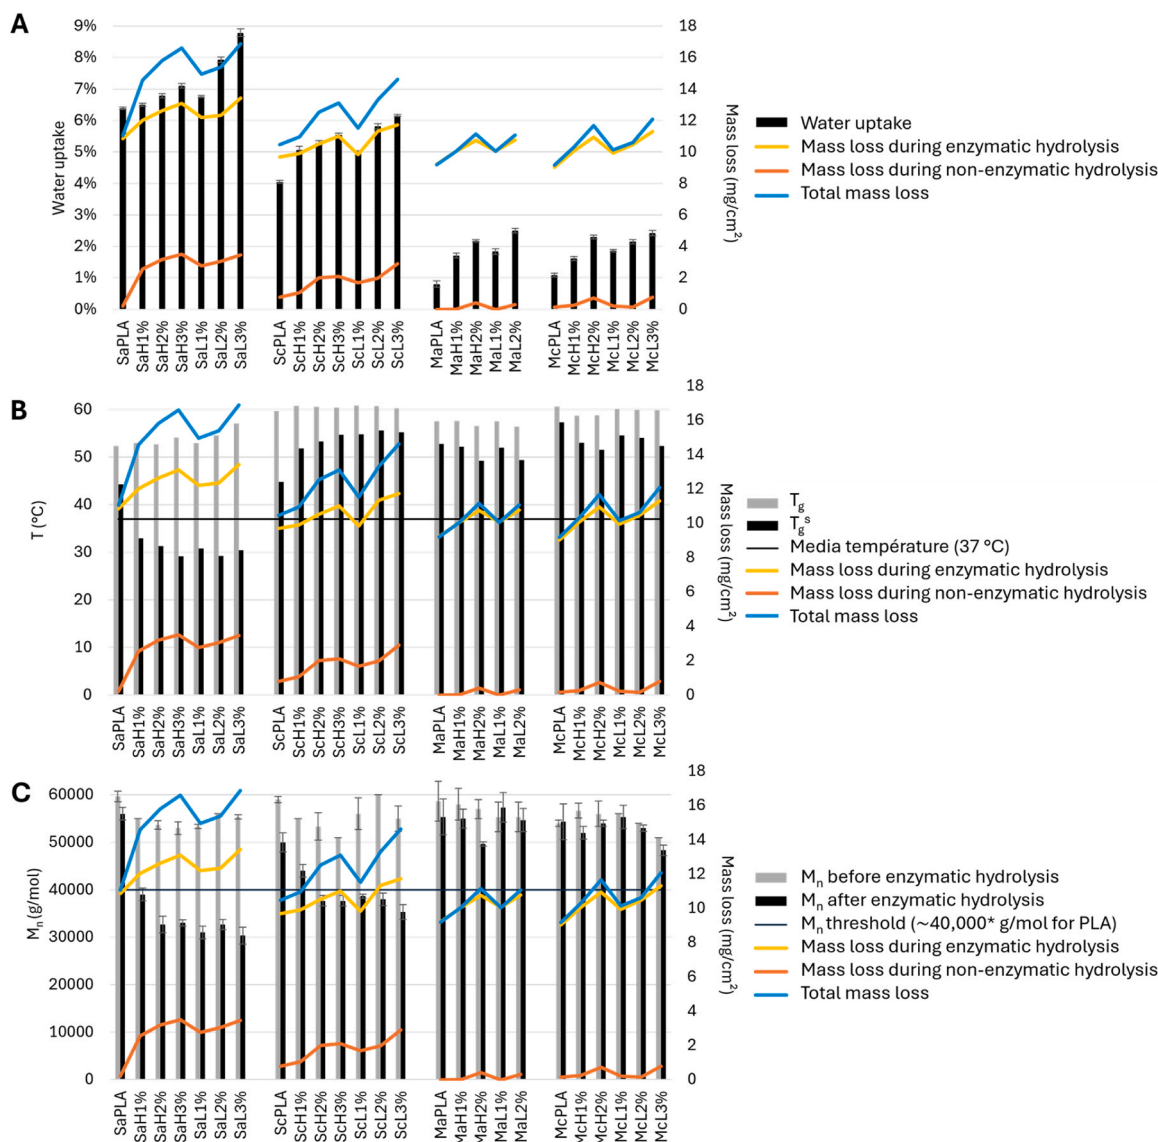 A
9%
8%
7%
6%
5%
4%
3%
2%
1%
0%
Water uptake
18
16
14
12
10
8
6
4
2
0
Mass loss (mg/cm²)
SaPLA
SaH1%
SaH2%
SaH3%
SaL1%
SaL2%
SaL3%
ScPLA
ScH1%
ScH2%
ScH3%
ScL1%
ScL2%
ScL3%
MaPLA
MaH1%
MaH2%
MaL1%
MaL2%
McPLA
McH1%
McH2%
McL1%
McL2%
McL3%
Water uptake
Mass loss during enzymatic hydrolysis
Mass loss during non-enzymatic hydrolysis
Total mass loss
B
60
50
40
30
20
10
0
T (°C)
18
16
14
12
10
8
6
4
2
0
Mass loss (mg/cm²)
SaPLA
SaH1%
SaH2%
SaH3%
SaL1%
SaL2%
SaL3%
ScPLA
ScH1%
ScH2%
ScH3%
ScL1%
ScL2%
ScL3%
MaPLA
MaH1%
MaH2%
MaL1%
MaL2%
McPLA
McH1%
McH2%
McL1%
McL2%
McL3%
Tg
Tgs
Media température (37 °C)
Mass loss during enzymatic hydrolysis
Mass loss during non-enzymatic hydrolysis
Total mass loss
C
60000
50000
40000
30000
20000
10000
0
Mn (g/mol)
18
16
14
12
10
8
6
4
2
0
Mass loss (mg/cm²)
SaPLA
SaH1%
SaH2%
SaH3%
SaL1%
SaL2%
SaL3%
ScPLA
ScH1%
ScH2%
ScH3%
ScL1%
ScL2%
ScL3%
MaPLA
MaH1%
MaH2%
MaL1%
MaL2%
McPLA
McH1%
McH2%
McL1%
McL2%
McL3%
Mn before enzymatic hydrolysis
Mn after enzymatic hydrolysis
Mn threshold (~40,000* g/mol for PLA)
Mass loss during enzymatic hydrolysis
Mass loss during non-enzymatic hydrolysis
Total mass loss